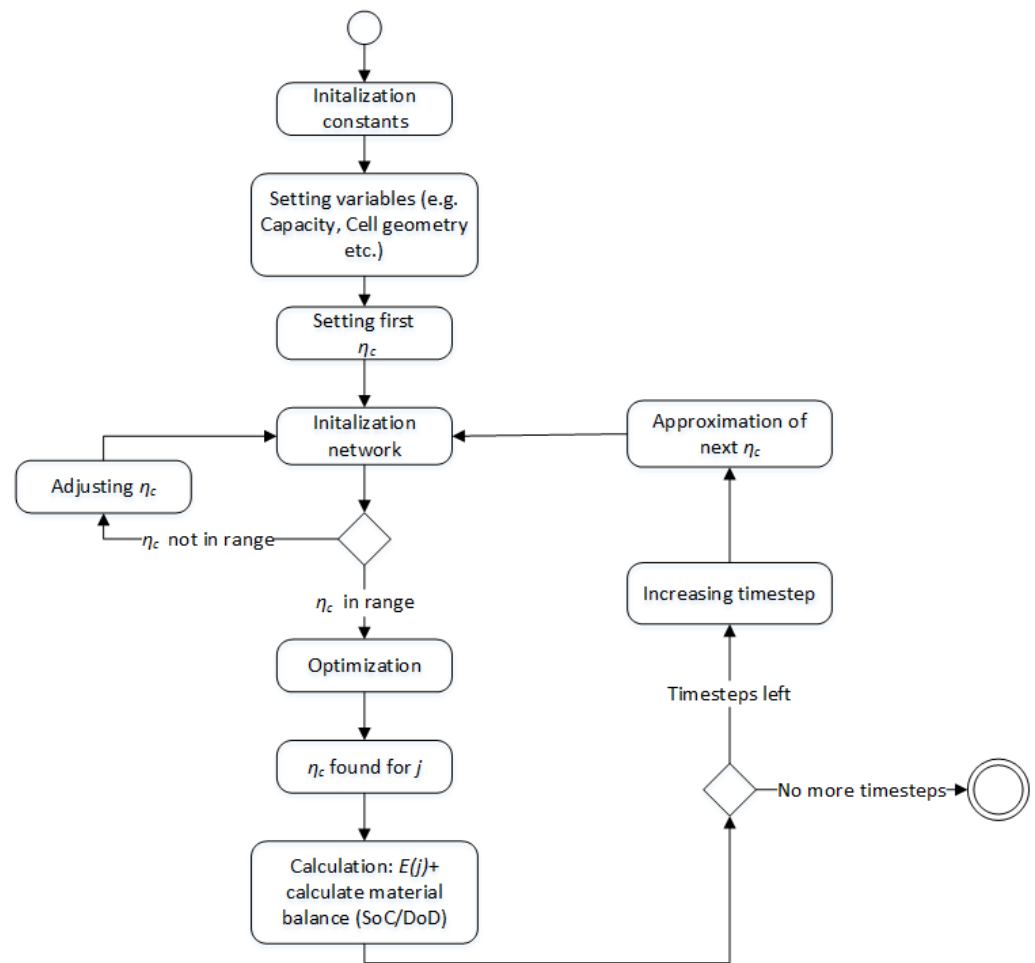 Initalization
constants
Setting variables (e.g.
Capacity, Cell geometry
etc.)
Setting first
ηc
Initalization
network
Approximation of
next ηc
Adjusting ηc
ηc not in range
ηc in range
Increasing timestep
Optimization
Timesteps left
ηc found for j
No more timesteps
Calculation: E(j)+
calculate material
balance (SoC/DoD)